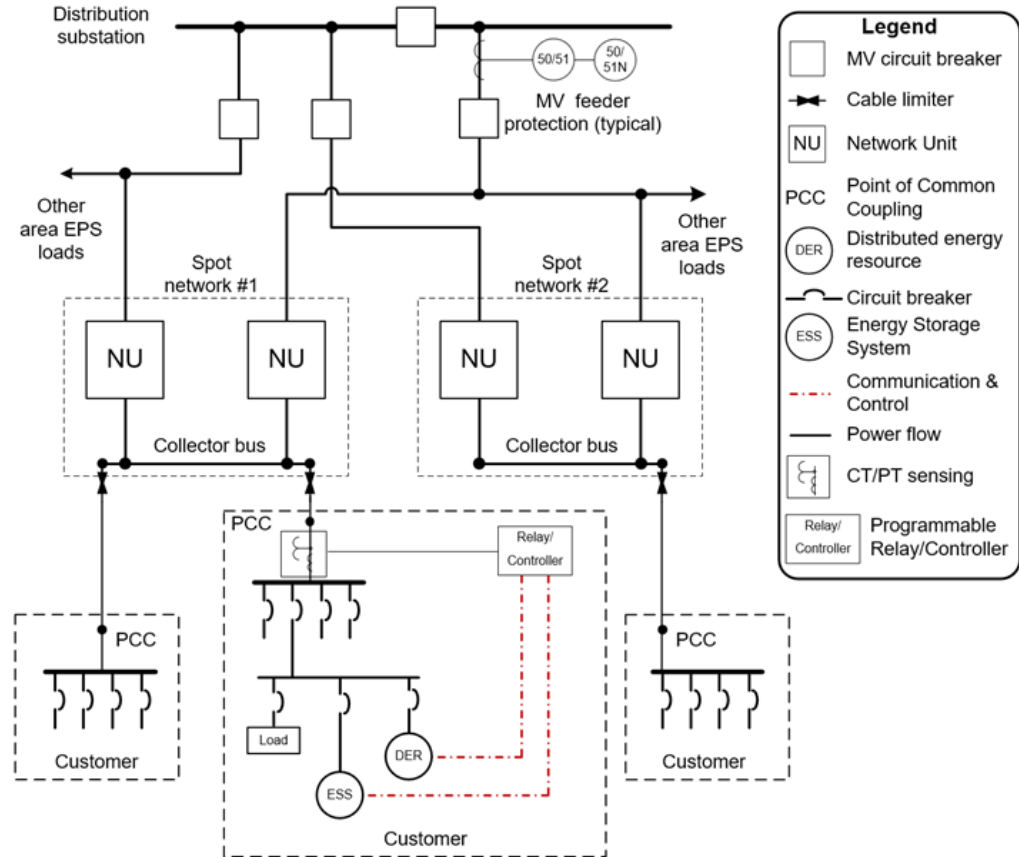 Distribution
substation
50/51
50/
51N
MV feeder
protection (typical)
Other
area EPS
loads
Other
area EPS
loads
Spot
network #1
Spot
network #2
NU
NU
NU
NU
Collector bus
Collector bus
PCC
Relay/
Controller
PCC
PCC
Load
DER
ESS
Customer
Customer
Customer
Legend
MV circuit breaker
Cable limiter
NU
Network Unit
PCC
Point of Common
Coupling
DER
Distributed energy
resource
Circuit breaker
ESS
Energy Storage
System
Communication &
Control
Power flow
CT/PT sensing
Relay/
Controller
Programmable
Relay/Controller